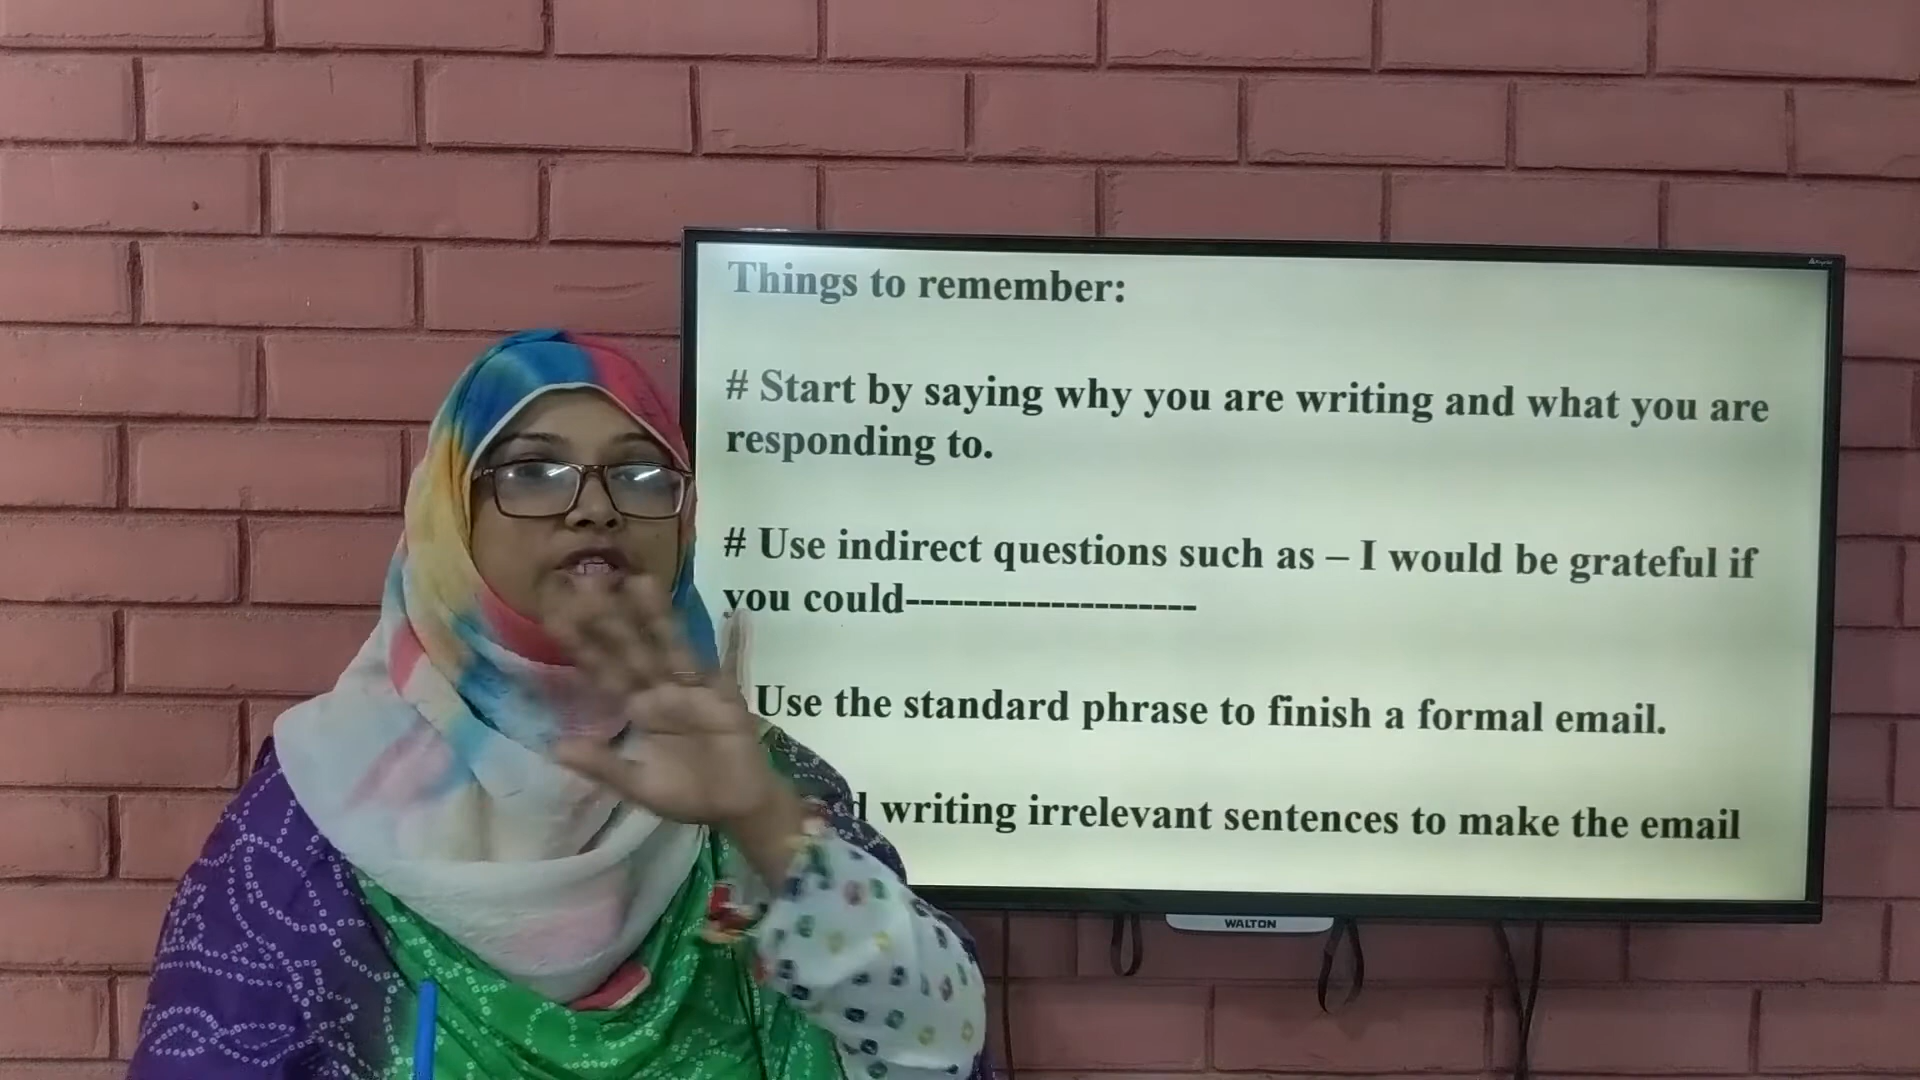 Things to remember:
# Start by saying why you are writing and what you are
responding to.
# Use indirect questions such as – I would be grateful if
you could--------------------
Use the standard phrase to finish a formal email.
writing irrelevant sentences to make the email
WALTON